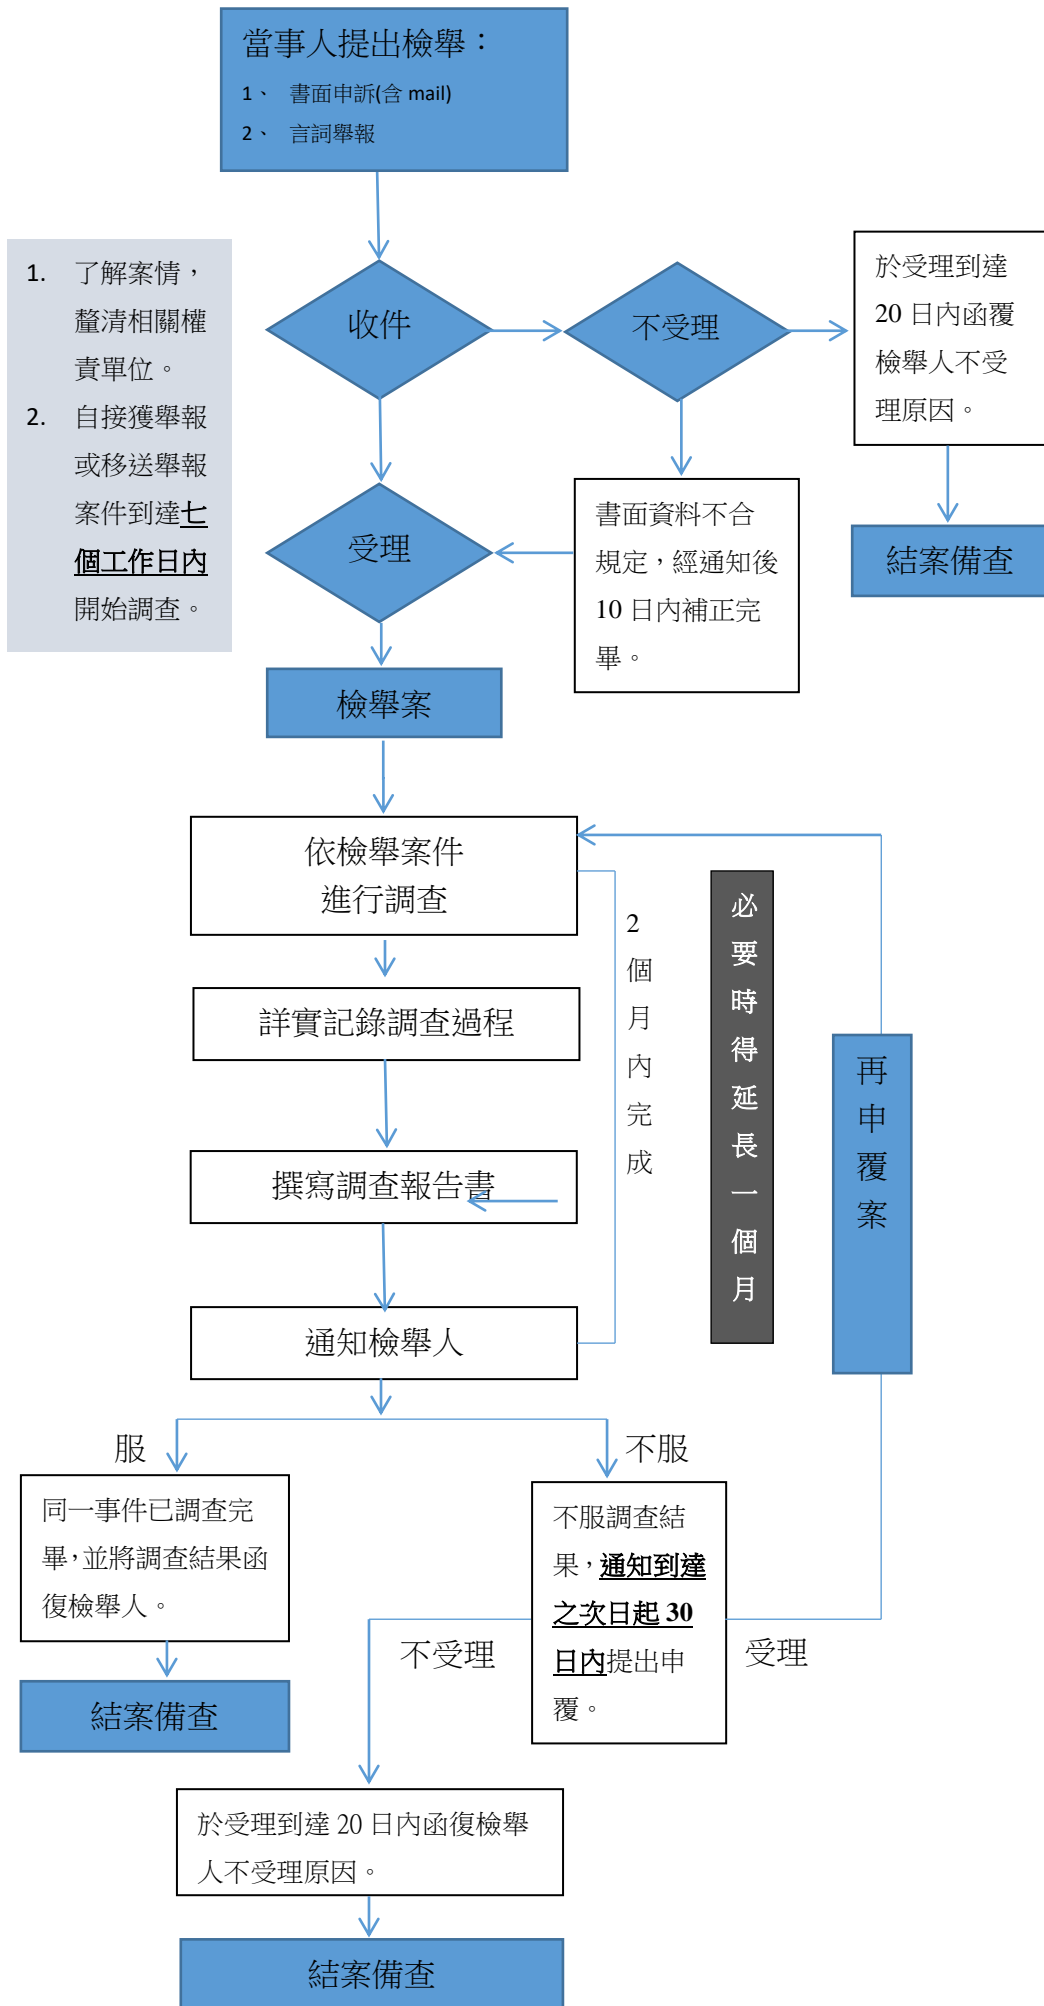 當事人提出檢舉：
1、 書面申訴(含 mail)
2、 言詞舉報
1. 了解案情，
釐清相關權
責單位。
2. 自接獲舉報
或移送舉報
案件到達七
個工作日內
開始調查。
收件
不受理
於受理到達
20 日內函覆
檢舉人不受
理原因。
結案備查
受理
書面資料不合
規定，經通知後
10 日內補正完
畢。
檢舉案
依檢舉案件
進行調查
詳實記錄調查過程
撰寫調查報告書
通知檢舉人
2個月內完成
必要時得延長一個月
再申覆案
服
不服
同一事件已調查完
畢，並將調查結果函
復檢舉人。
結案備查
不服調查結
果，通知到達
之次日起 30
日內提出申
覆。
不受理
受理
於受理到達 20 日內函復檢舉
人不受理原因。
結案備查